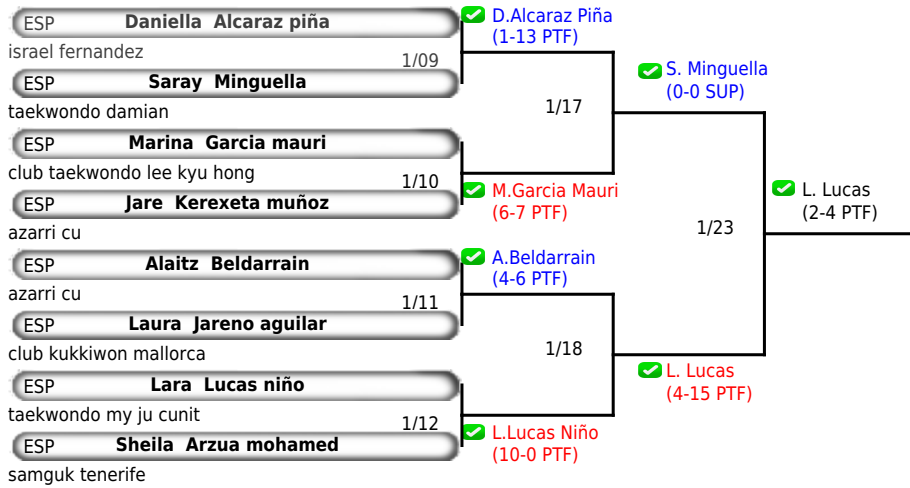 ESP Daniella Alcaraz piña
israel fernandez
1/09
ESP Saray Minguella
taekwondo damian
ESP Marina Garcia mauri
club taekwondo lee kyu hong
1/10
ESP Jare Kerexeta muñoz
azarri cu
ESP Alaitz Beldarrain
azarri cu
1/11
ESP Laura Jareno aguilar
club kukkiwon mallorca
ESP Lara Lucas niño
taekwondo my ju cunit
1/12
ESP Sheila Arzua mohamed
samguk tenerife
D.Alcaraz Piña
(1-13 PTF)
1/17
M.Garcia Mauri
(6-7 PTF)
A.Beldarrain
(4-6 PTF)
1/18
L.Lucas Niño
(10-0 PTF)
S. Minguella
(0-0 SUP)
1/23
L. Lucas
(4-15 PTF)
L. Lucas
(2-4 PTF)